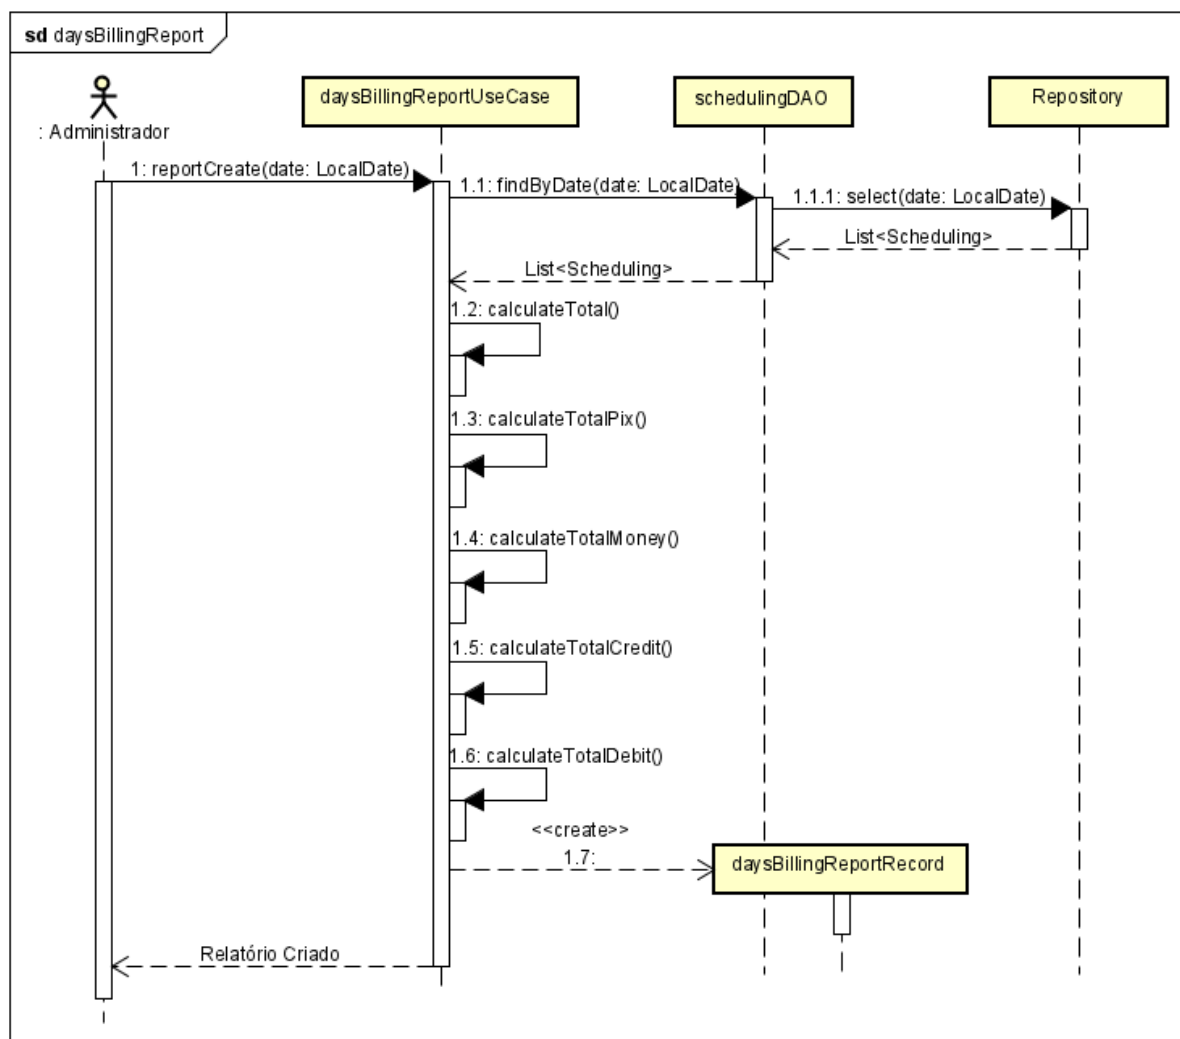 sd daysBillingReport
: Administrador
daysBillingReportUseCase
schedulingDAO
Repository
1: reportCreate(date: LocalDate)
1.1: findByDate(date: LocalDate)
1.1.1: select(date: LocalDate)
List<Scheduling>
List<Scheduling>
1.2: calculateTotal()
1.3: calculateTotalPix()
1.4: calculateTotalMoney()
1.5: calculateTotalCredit()
1.6: calculateTotalDebit()
<<create>>
1.7:
daysBillingReportRecord
Relatório Criado